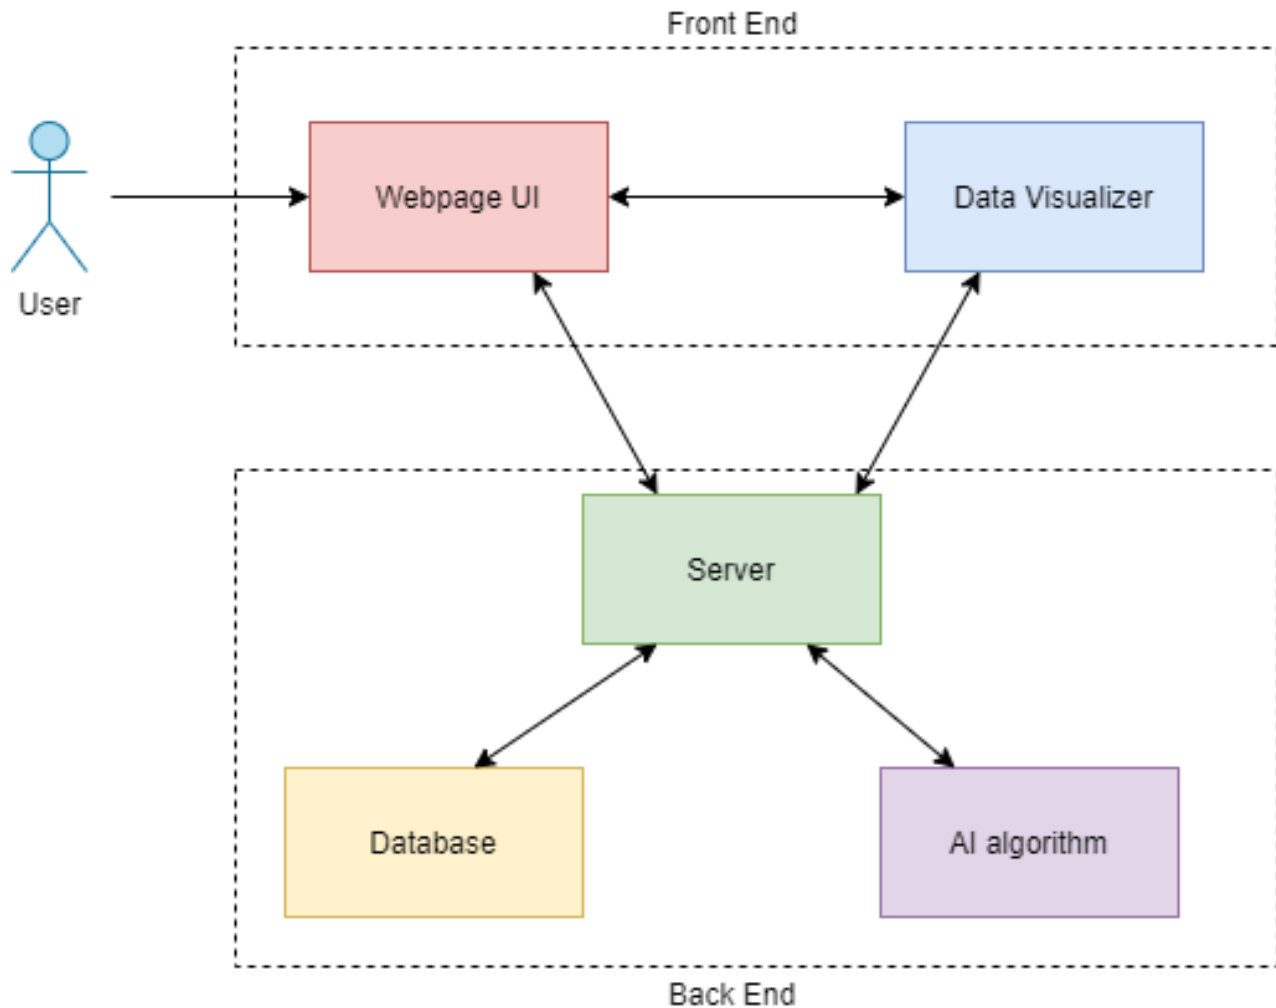 Front End
Webpage UI
Data Visualizer
User
Server
Database
AI algorithm
Back End